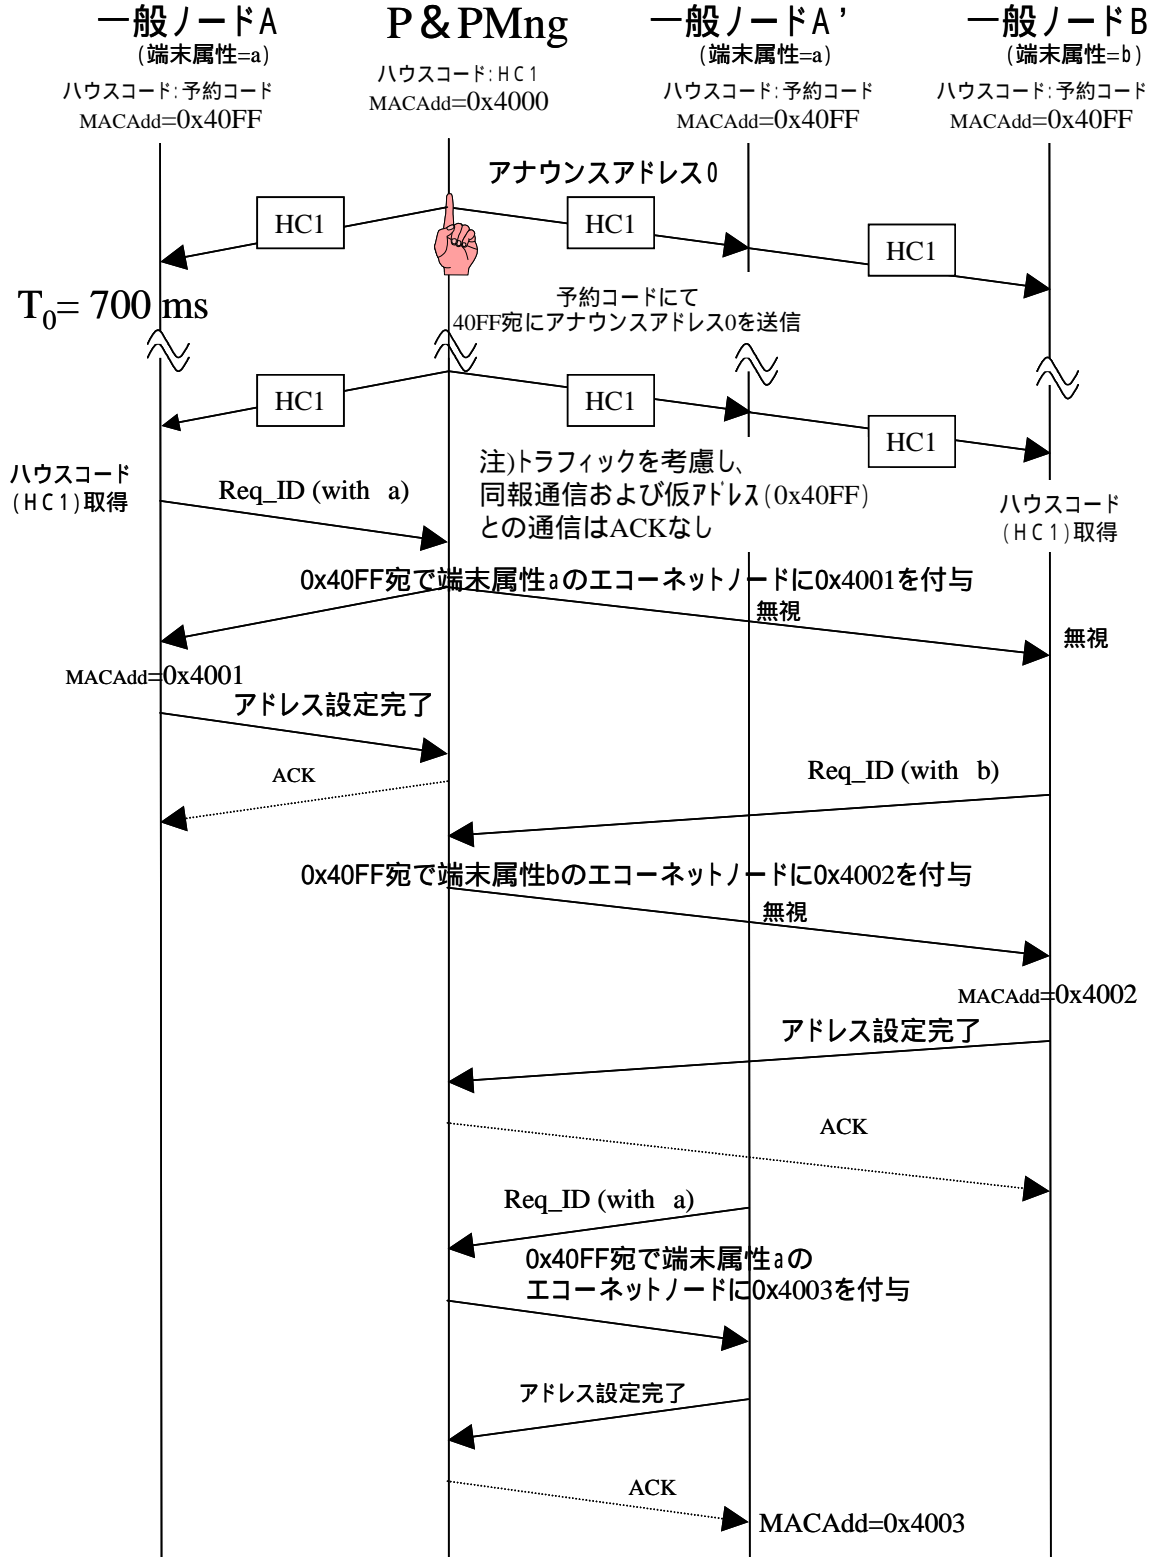 一般ノードA
(端末属性=a)
ハウスコード:予約コード
MACAdd=0x40FF
P&PMng
ハウスコード:HC1
MACAdd=0x4000
一般ノードA'
(端末属性=a)
ハウスコード:予約コード
MACAdd=0x40FF
一般ノードB
(端末属性=b)
ハウスコード:予約コード
MACAdd=0x40FF
アナウンスアドレス0
HC1
HC1
HC1
T0= 700 ms
予約コードにて
40FF宛にアナウンスアドレス0を送信
HC1
HC1
HC1
ハウスコード
(HC1)取得
Req_ID (with a)
注)トラフィックを考慮し、
同報通信および仮アドレス(0x40FF)
との通信はACKなし
ハウスコード
(HC1)取得
0x40FF宛で端末属性aのエコーネットノードに0x4001を付与
無視
無視
MACAdd=0x4001
アドレス設定完了
ACK
Req_ID (with b)
0x40FF宛で端末属性bのエコーネットノードに0x4002を付与
無視
MACAdd=0x4002
アドレス設定完了
ACK
Req_ID (with a)
0x40FF宛で端末属性aの
エコーネットノードに0x4003を付与
アドレス設定完了
ACK
MACAdd=0x4003